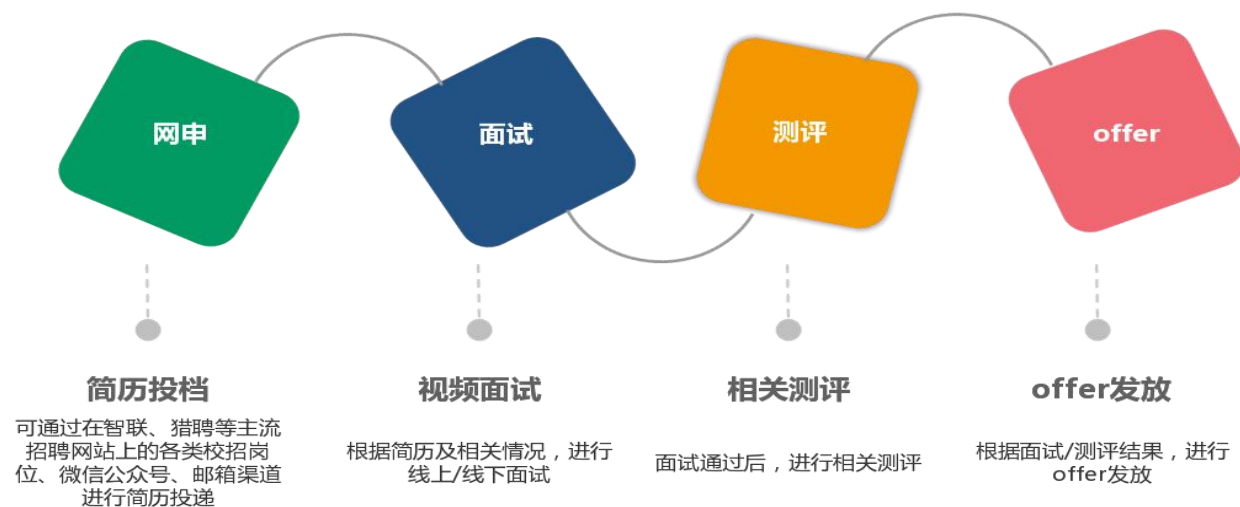 网申
面试
测评
offer
简历投档
可通过在智联、猎聘等主流
招聘网站上的各类校招岗
位、微信公众号、邮箱渠道
进行简历投递
视频面试
根据简历及相关情况，进行
线上/线下面试
相关测评
面试通过后，进行相关测评
offer发放
根据面试/测评结果，进行
offer发放